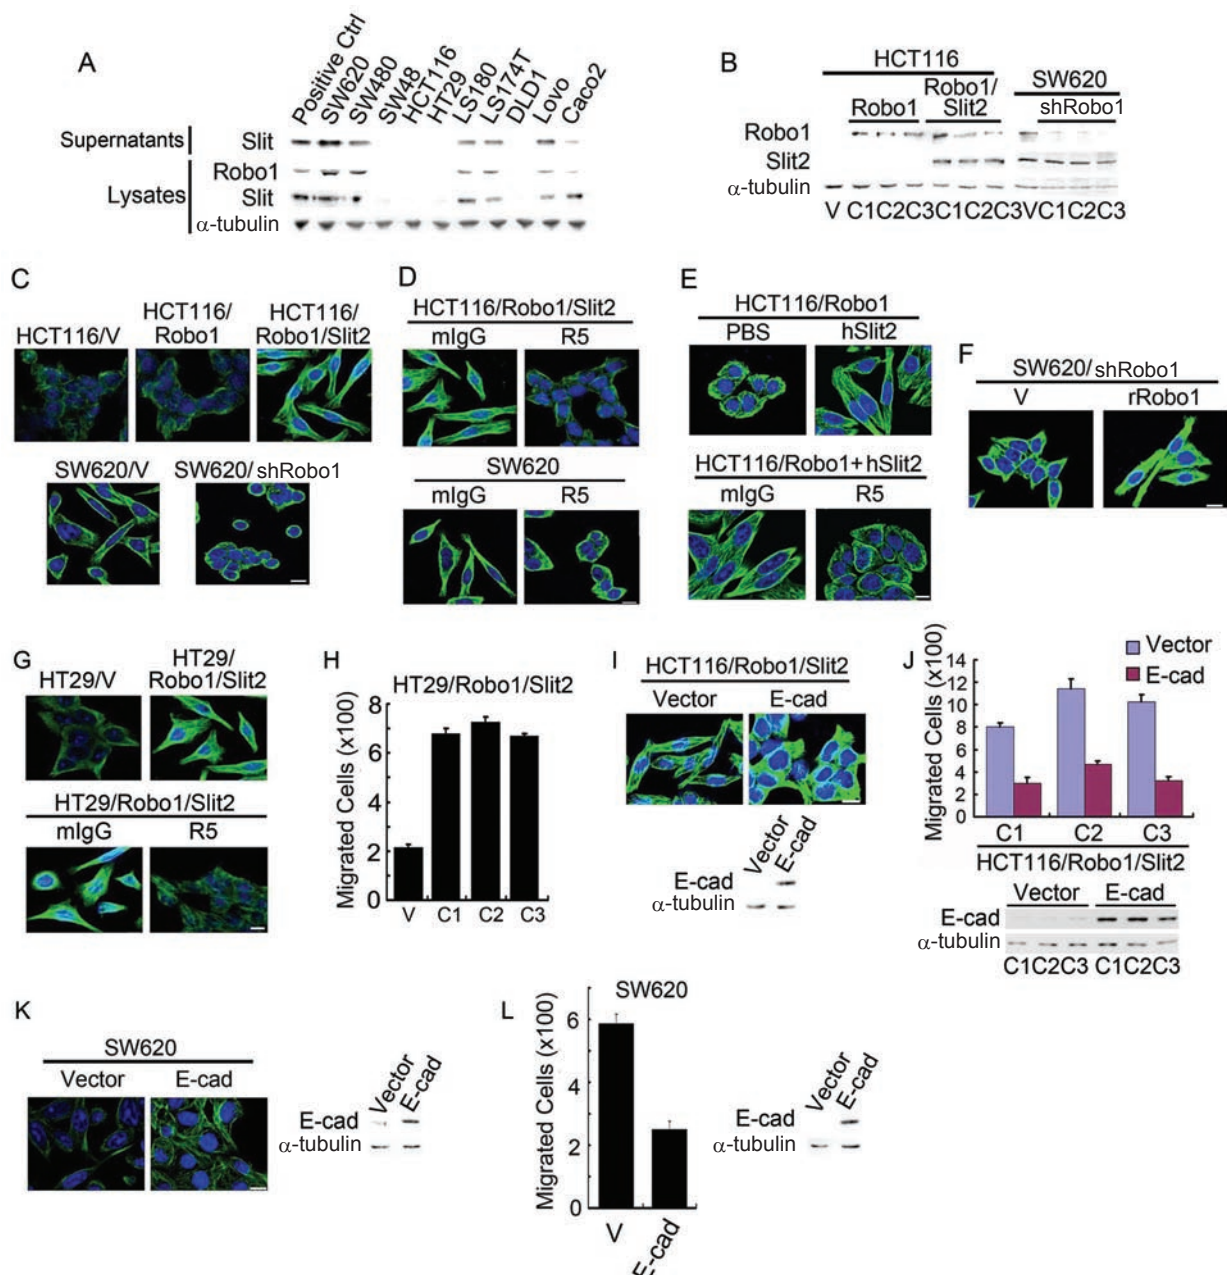 A
Positive Ctrl
SW620
SW480
SW48
HCT116
HT29
LS180
LS174T
DLD1
Lovo
Caco2
Supernatants
Slit
Lysates
Robo1
Slit
α-tubulin
B
HCT116
SW620
Robo1
Robo1/
Slit2
shRobo1
Robo1
Slit2
α-tubulin
V C1C2C3C1C2C3VC1C2C3
C
HCT116/V
HCT116/
Robo1
HCT116/
Robo1/Slit2
SW620/V
SW620/shRobo1
D
HCT116/Robo1/Slit2
mIgG R5
SW620
mIgG R5
E
HCT116/Robo1
PBS hSlit2
HCT116/Robo1+hSlit2
mIgG R5
F
SW620/shRobo1
V rRobo1
G
HT29/V
HT29/
Robo1/Slit2
HT29/Robo1/Slit2
mIgG R5
H
HT29/Robo1/Slit2
Migrated Cells (x100)
8
6
4
2
0
V C1 C2 C3
I
HCT116/Robo1/Slit2
Vector E-cad
Vector
E-cad
E-cad
α-tubulin
J
Vector
E-cad
Migrated Cells (x100)
14
12
10
8
6
4
2
0
C1 C2 C3
HCT116/Robo1/Slit2
Vector E-cad
E-cad
α-tubulin
C1C2C3 C1C2C3
K
SW620
Vector E-cad
Vector
E-cad
E-cad
α-tubulin
L
SW620
Migrated Cells (x100)
6
4
2
0
V
E-cad
Vector
E-cad
E-cad
α-tubulin